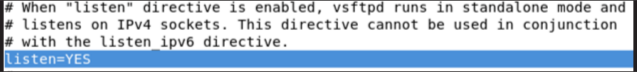 # When "listen" directive is enabled, vsftpd runs in standalone mode and
# listens on IPv4 sockets. This directive cannot be used in conjunction
# with the listen_ipv6 directive.
listen=YES